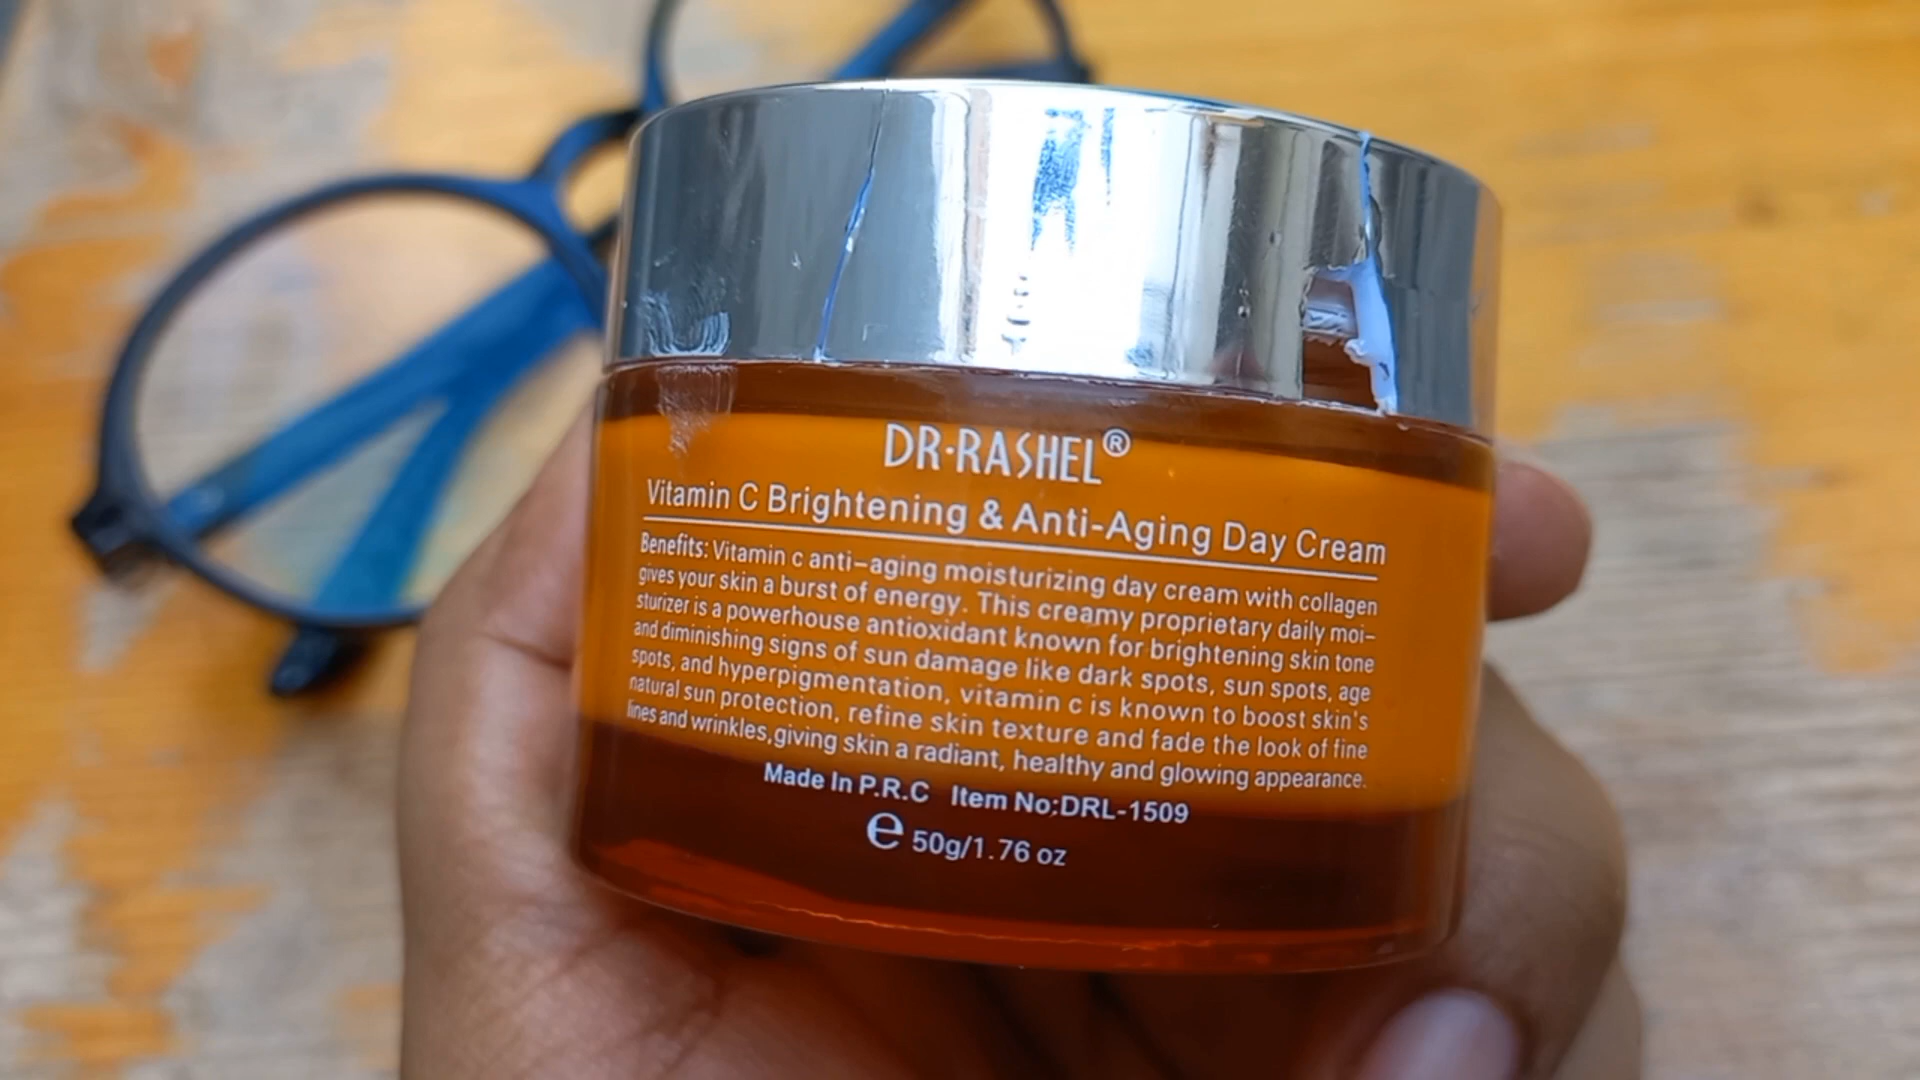 DR·RASHEL®
Vitamin C Brightening & Anti-Aging Day Cream
Benefits: Vitamin c anti-aging moisturizing day cream with collagen
gives your skin a burst of energy. This creamy proprietary daily moi-
sturizer is a powerhouse antioxidant known for brightening skin tone
and diminishing signs of sun damage like dark spots, sun spots, age
spots, and hyperpigmentation, vitamin c is known to boost skin's
natural sun protection, refine skin texture and fade the look of fine
lines and wrinkles,giving skin a radiant, healthy and glowing appearance.
Made In P.R.C Item No:DRL-1509
e 50g/1.76 oz